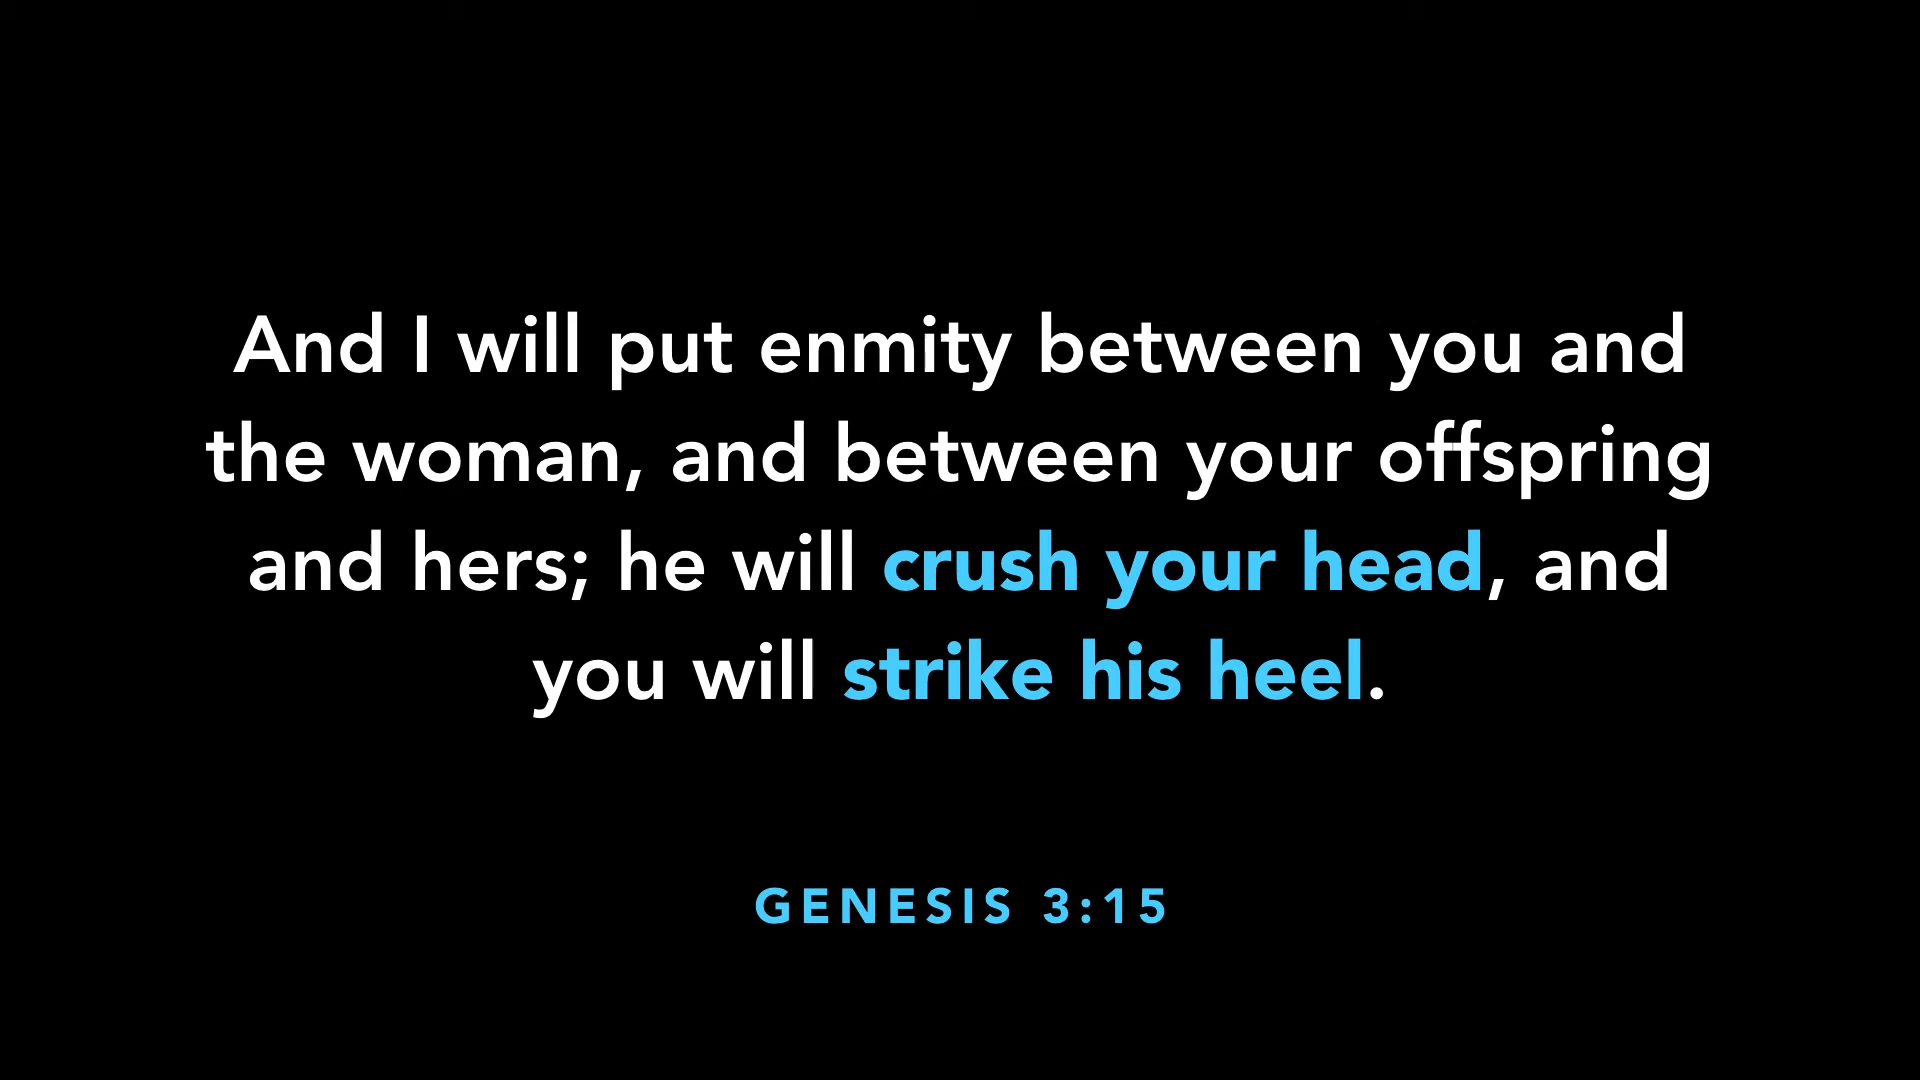 And I will put enmity between you and
the woman, and between your offspring
and hers; he will crush your head, and
you will strike his heel.
GENESIS 3:15